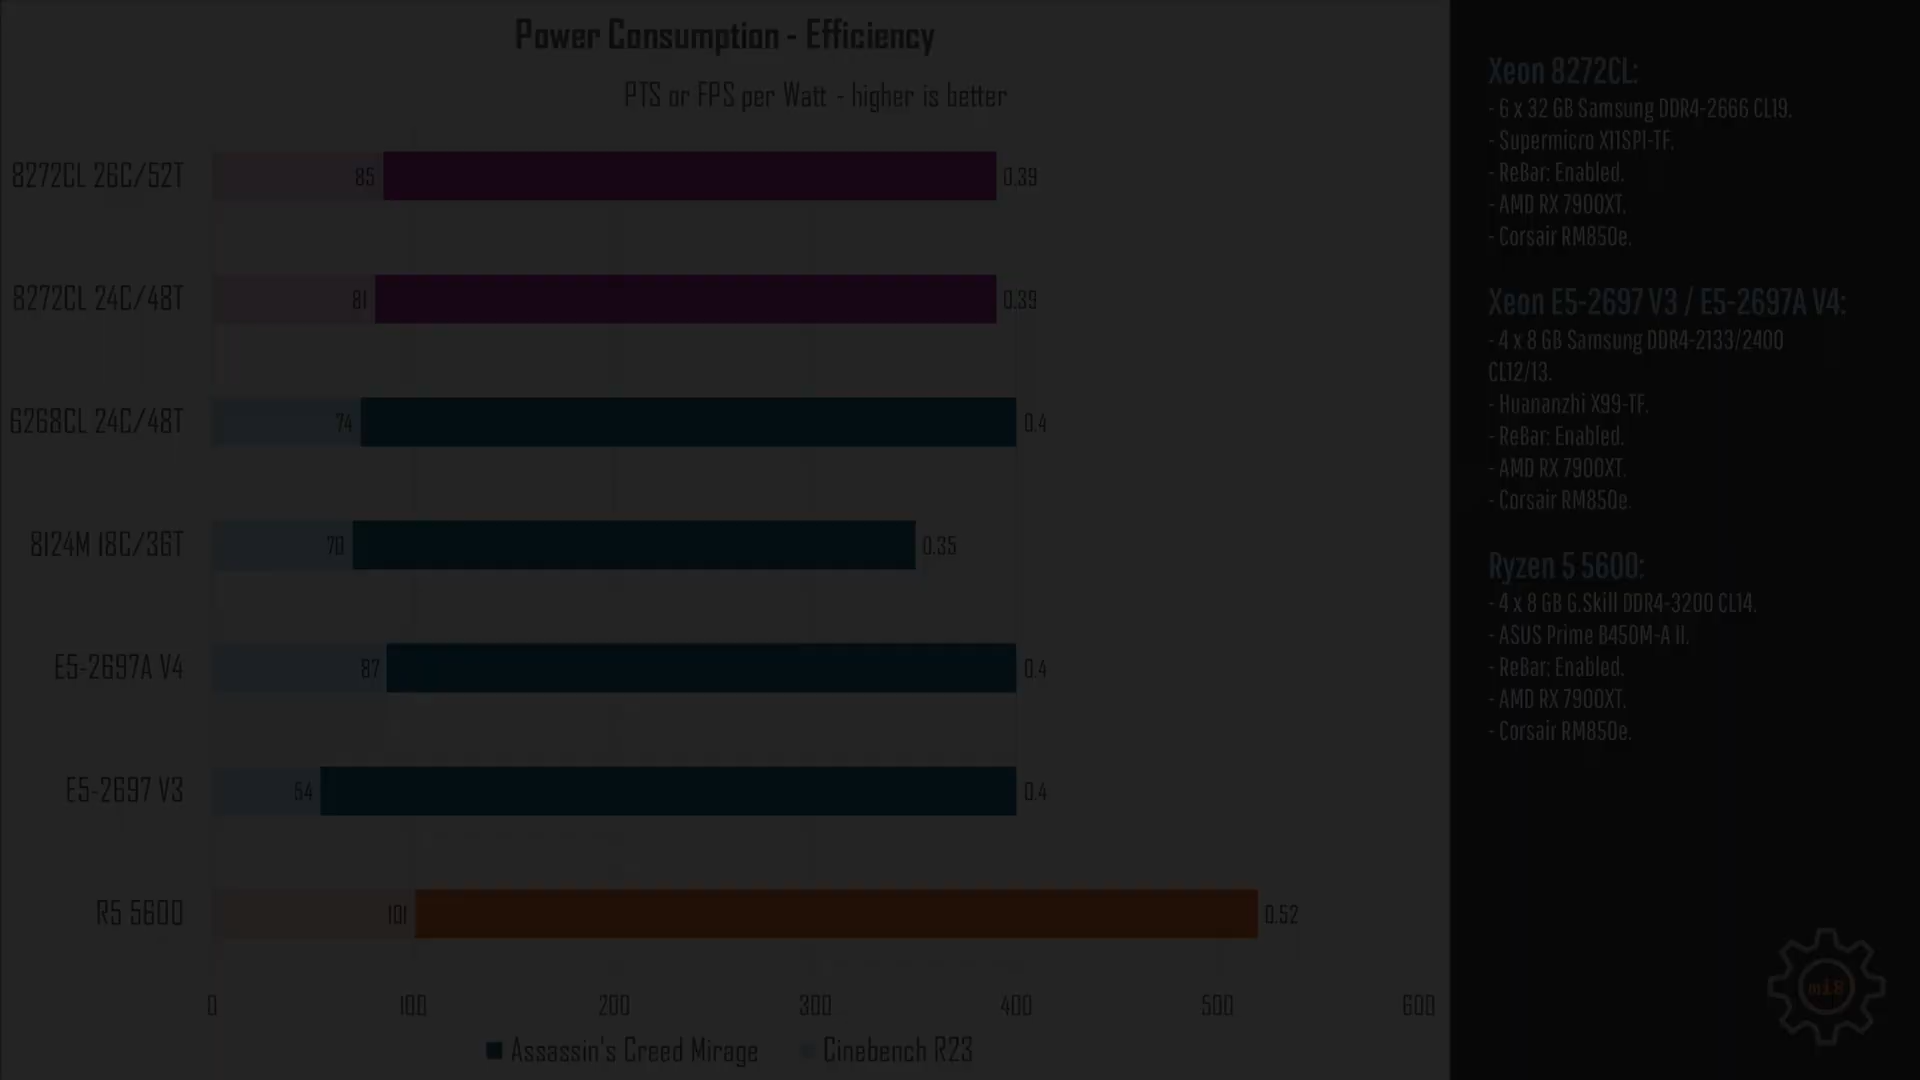 Power Consumption - Efficiency
PTS or FPS per Watt - higher is better
8272CL 26C/52T 85 0.39
8272CL 24C/48T 81 0.39
6268CL 24C/48T 74 0.4
8124M 18C/36T 70 0.35
E5-2697A V4 87 0.4
E5-2697 V3 54 0.4
R5 5600 101 0.52
0 100 200 300 400 500 600
Assassin's Creed Mirage Cinebench R23
Xeon 8272CL:
- 6 x 32 GB Samsung DDR4-2666 CL19.
- Supermicro X11SPI-TF.
- ReBar: Enabled.
- AMD RX 7900XT.
- Corsair RM850e.
Xeon E5-2697 V3 / E5-2697A V4:
- 4 x 8 GB Samsung DDR4-2133/2400
CL12/13.
- Huananzhi X99-TF.
- ReBar: Enabled.
- AMD RX 7900XT.
- Corsair RM850e.
Ryzen 5 5600:
- 4 x 8 GB G.Skill DDR4-3200 CL14.
- ASUS Prime B450M-A II.
- ReBar: Enabled.
- AMD RX 7900XT.
- Corsair RM850e.